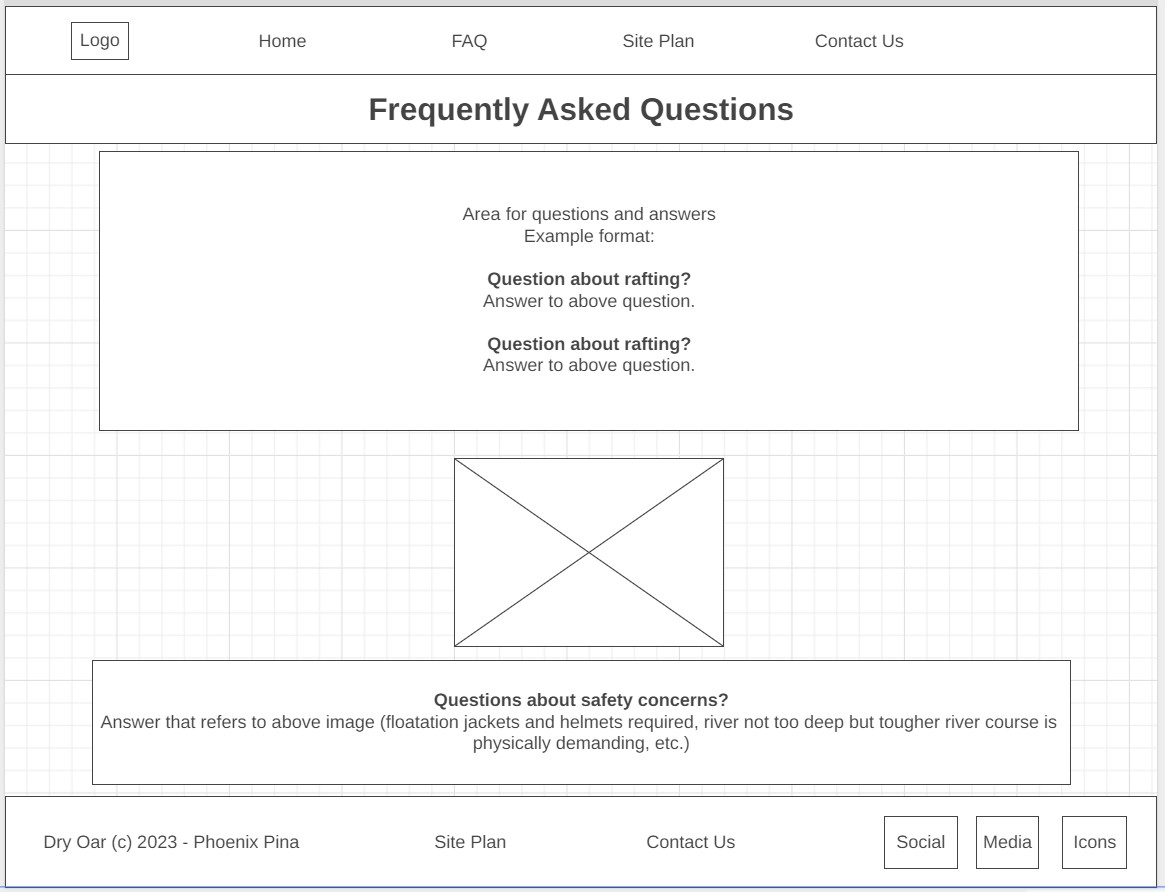 Logo Home FAQ Site Plan Contact Us
Frequently Asked Questions
Area for questions and answers
Example format:
Question about rafting?
Answer to above question.
Question about rafting?
Answer to above question.
Questions about safety concerns?
Answer that refers to above image (floatation jackets and helmets required, river not too deep but tougher river course is
physically demanding, etc.)
Dry Oar (c) 2023 - Phoenix Pina Site Plan Contact Us Social Media Icons